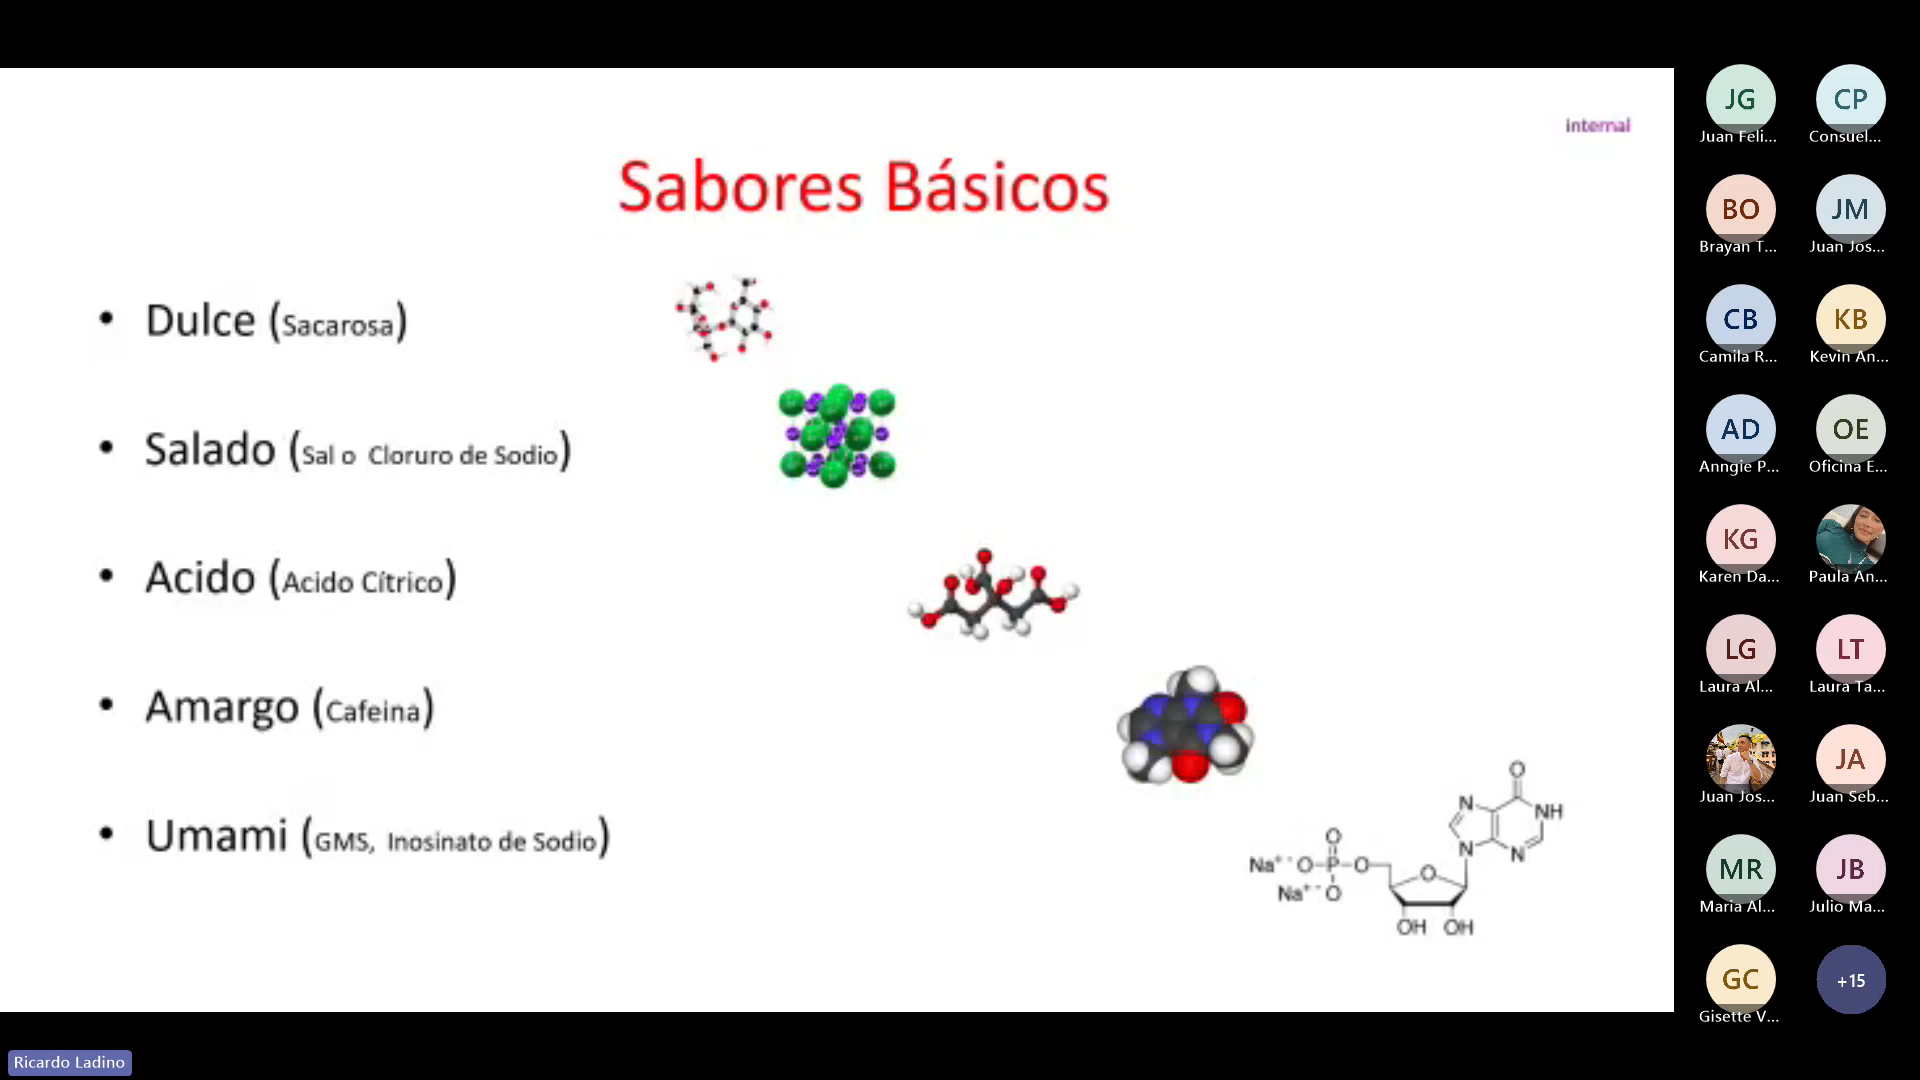 internal
Sabores Básicos
• Dulce (Sacarosa)
• Salado (Sal o Cloruro de Sodio)
• Acido (Acido Cítrico)
• Amargo (Cafeina)
• Umami (GMS, Inosinato de Sodio)
O
N
NH
N
N
O
Na⁺ ⁻O-P-O
O
Na⁺ ⁻O
OH OH
JG
Juan Feli...
CP
Consuel...
BO
Brayan T...
JM
Juan Jos...
CB
Camila R...
KB
Kevin An...
AD
Anngie P...
OE
Oficina E...
KG
Karen Da...
Paula An...
LG
Laura Al...
LT
Laura Ta...
Juan Jos...
JA
Juan Seb...
MR
Maria Al...
JB
Julio Ma...
GC
Gisette V...
+15
Ricardo Ladino